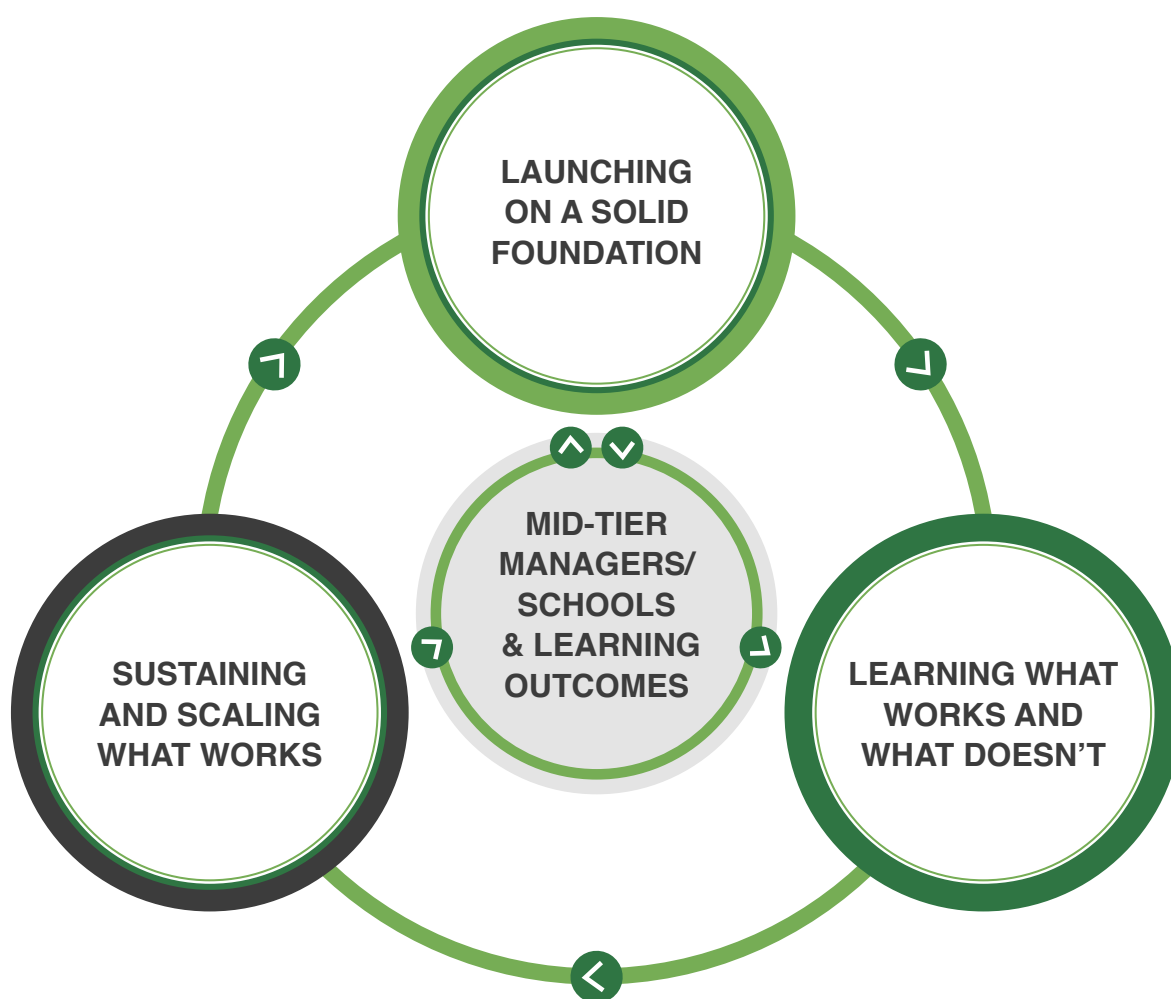 LAUNCHING
ON A SOLID
FOUNDATION
MID-TIER
MANAGERS/
SCHOOLS
& LEARNING
OUTCOMES
SUSTAINING
AND SCALING
WHAT WORKS
LEARNING WHAT
WORKS AND
WHAT DOESN’T